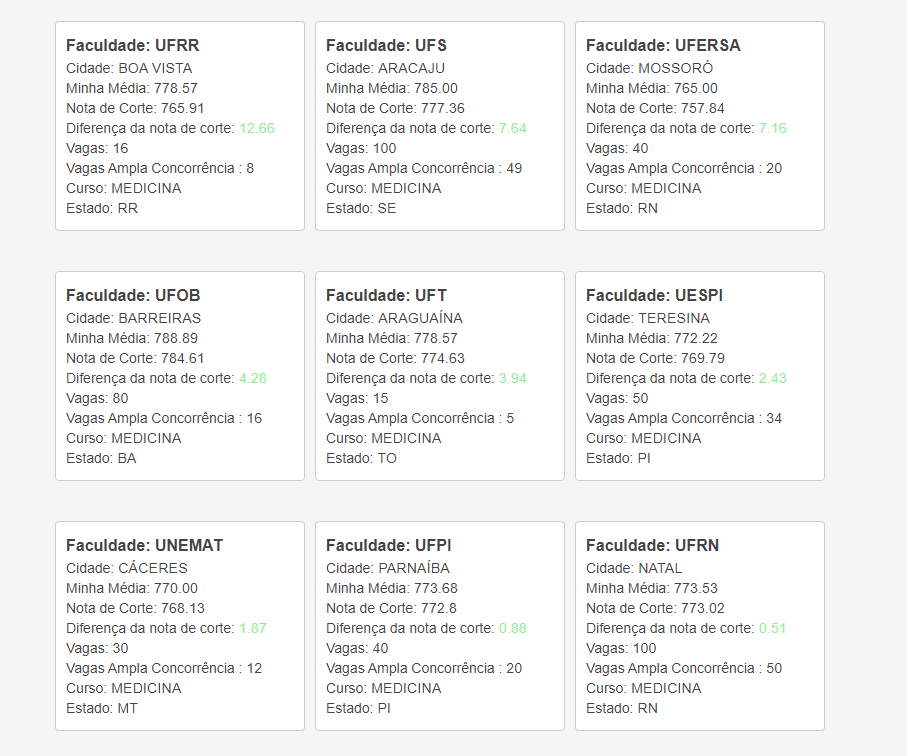 Faculdade: UFRR
Cidade: BOA VISTA
Minha Média: 778.57
Nota de Corte: 765.91
Diferença da nota de corte: 12.66
Vagas: 16
Vagas Ampla Concorrência : 8
Curso: MEDICINA
Estado: RR
Faculdade: UFS
Cidade: ARACAJU
Minha Média: 785.00
Nota de Corte: 777.36
Diferença da nota de corte: 7.64
Vagas: 100
Vagas Ampla Concorrência : 49
Curso: MEDICINA
Estado: SE
Faculdade: UFERSA
Cidade: MOSSORÓ
Minha Média: 765.00
Nota de Corte: 757.84
Diferença da nota de corte: 7.16
Vagas: 40
Vagas Ampla Concorrência : 20
Curso: MEDICINA
Estado: RN
Faculdade: UFOB
Cidade: BARREIRAS
Minha Média: 788.89
Nota de Corte: 784.61
Diferença da nota de corte: 4.28
Vagas: 80
Vagas Ampla Concorrência : 16
Curso: MEDICINA
Estado: BA
Faculdade: UFT
Cidade: ARAGUAÍNA
Minha Média: 778.57
Nota de Corte: 774.63
Diferença da nota de corte: 3.94
Vagas: 15
Vagas Ampla Concorrência : 5
Curso: MEDICINA
Estado: TO
Faculdade: UESPI
Cidade: TERESINA
Minha Média: 772.22
Nota de Corte: 769.79
Diferença da nota de corte: 2.43
Vagas: 50
Vagas Ampla Concorrência : 34
Curso: MEDICINA
Estado: PI
Faculdade: UNEMAT
Cidade: CÁCERES
Minha Média: 770.00
Nota de Corte: 768.13
Diferença da nota de corte: 1.87
Vagas: 30
Vagas Ampla Concorrência : 12
Curso: MEDICINA
Estado: MT
Faculdade: UFPI
Cidade: PARNAÍBA
Minha Média: 773.68
Nota de Corte: 772.8
Diferença da nota de corte: 0.88
Vagas: 40
Vagas Ampla Concorrência : 20
Curso: MEDICINA
Estado: PI
Faculdade: UFRN
Cidade: NATAL
Minha Média: 773.53
Nota de Corte: 773.02
Diferença da nota de corte: 0.51
Vagas: 100
Vagas Ampla Concorrência : 50
Curso: MEDICINA
Estado: RN